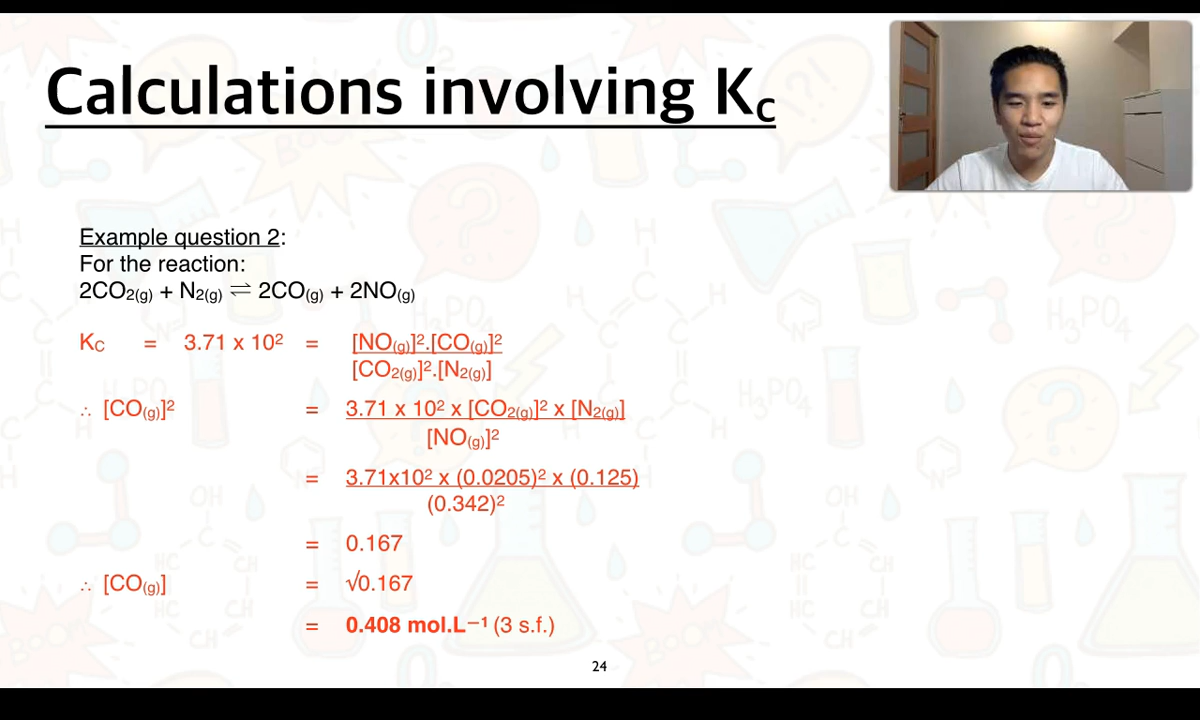 Calculations involving Kc
Example question 2:
For the reaction:
2CO₂(g) + N₂(g) ⇌ 2CO(g) + 2NO(g)
Kc = 3.71 x 10² = [NO(g)]².[CO(g)]²
[CO₂(g)]².[N₂(g)]
∴ [CO(g)]² = 3.71 x 10² x [CO₂(g)]² x [N₂(g)]
[NO(g)]²
= 3.71x10² x (0.0205)² x (0.125)
(0.342)²
= 0.167
∴ [CO(g)] = √0.167
= 0.408 mol.L⁻¹ (3 s.f.)
24